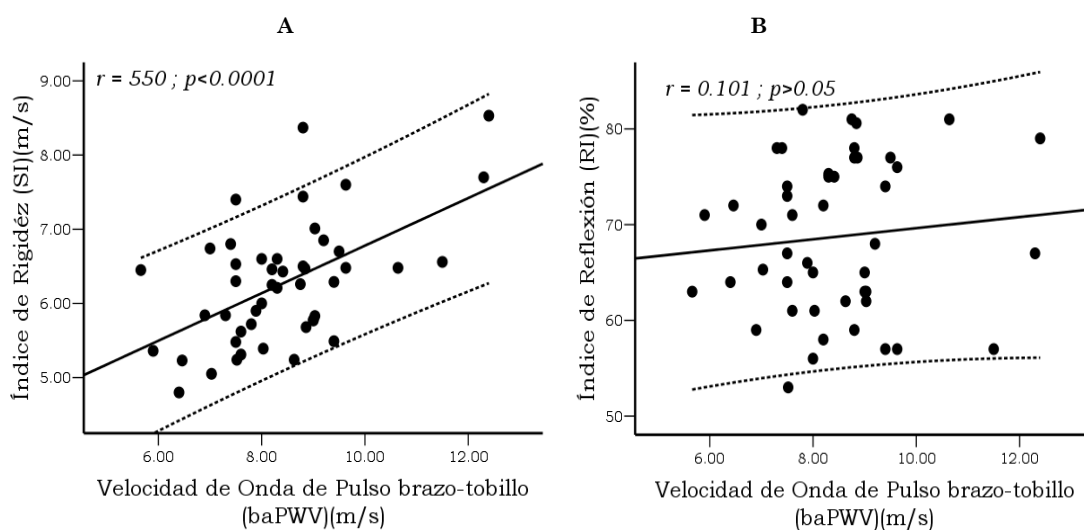 A
r = 550 ; p<0.0001
Índice de Rigidéz (SI)(m/s)
9.00
8.00
7.00
6.00
5.00
6.00 8.00 10.00 12.00
Velocidad de Onda de Pulso brazo-tobillo
(baPWV)(m/s)
B
r = 0.101 ; p>0.05
Índice de Reflexión (RI)(%)
80
70
60
50
6.00 8.00 10.00 12.00
Velocidad de Onda de Pulso brazo-tobillo
(baPWV)(m/s)